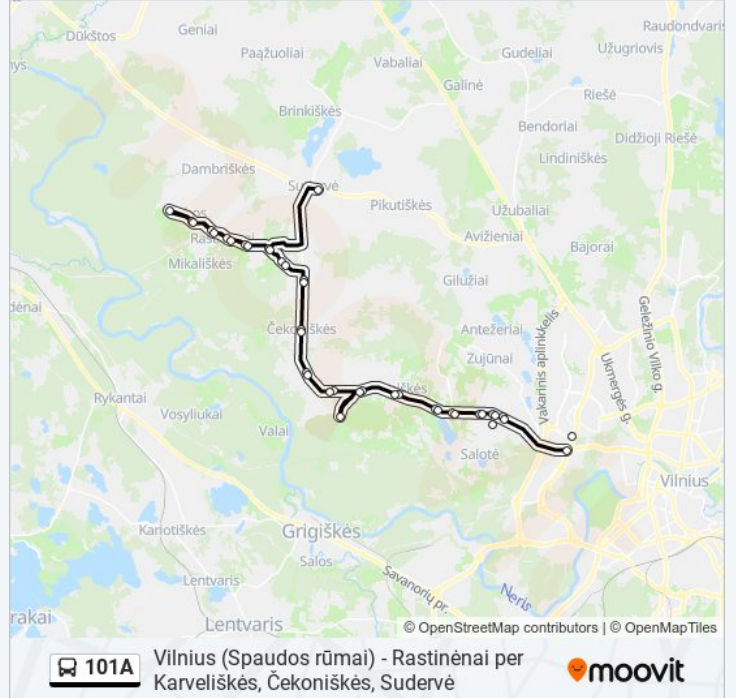 Raudondvaris
Geniai
Dūkštos
Užugriovis
Paąžuoliai
Gudeliai
Vabaliai
Galinė
Riešė
Brinkiškės
Bendoriai
Didžioji Riešė
Lindiniškės
Dambriškės
Pikutiškės
Užubaliai
Avižieniai
Bajorai
Mikališkės
Gilužiai
Geležinio Vilko g.
Vakarinis aplinkkelis
Antežeriai
Zujūnai
Ukmergės g.
Rykantai
Vosyliukai
Valai
Salotė
Vilnius
Kariotiškės
Grigiškės
Salos
Lentvaris
Savanorių pr.
Neris
Lentvaris
© OpenStreetMap contributors | © OpenMapTiles
101A
Vilnius (Spaudos rūmai) - Rastinėnai per
Karveliškės, Čekoniškės, Sudervė
moovit